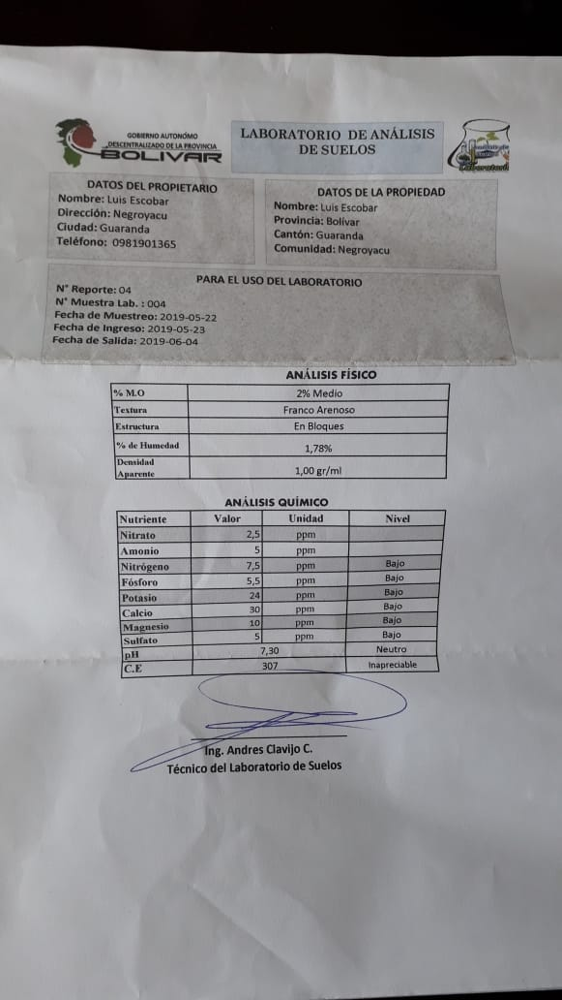 GOBIERNO AUTONÓMO
DESCENTRALIZADO DE LA PROVINCIA
BOLIVAR
LABORATORIO DE ANÁLISIS
DE SUELOS
Laboratorio
DATOS DEL PROPIETARIO
Nombre: Luis Escobar
Dirección: Negroyacu
Ciudad: Guaranda
Teléfono: 0981901365
DATOS DE LA PROPIEDAD
Nombre: Luis Escobar
Provincia: Bolívar
Cantón: Guaranda
Comunidad: Negroyacu
PARA EL USO DEL LABORATORIO
N° Reporte: 04
N° Muestra Lab. : 004
Fecha de Muestreo: 2019-05-22
Fecha de Ingreso: 2019-05-23
Fecha de Salida: 2019-06-04
ANÁLISIS FÍSICO
% M.O 2% Medio
Textura Franco Arenoso
Estructura En Bloques
% de Humedad 1,78%
Densidad
Aparente 1,00 gr/ml
ANÁLISIS QUÍMICO
Nutriente Valor Unidad Nivel
Nitrato 2,5 ppm
Amonio 5 ppm
Nitrógeno 7,5 ppm Bajo
Fósforo 5,5 ppm Bajo
Potasio 24 ppm Bajo
Calcio 30 ppm Bajo
Magnesio 10 ppm Bajo
Sulfato 5 ppm Bajo
pH 7,30 Neutro
C.E 307 Inapreciable
Ing. Andres Clavijo C.
Técnico del Laboratorio de Suelos